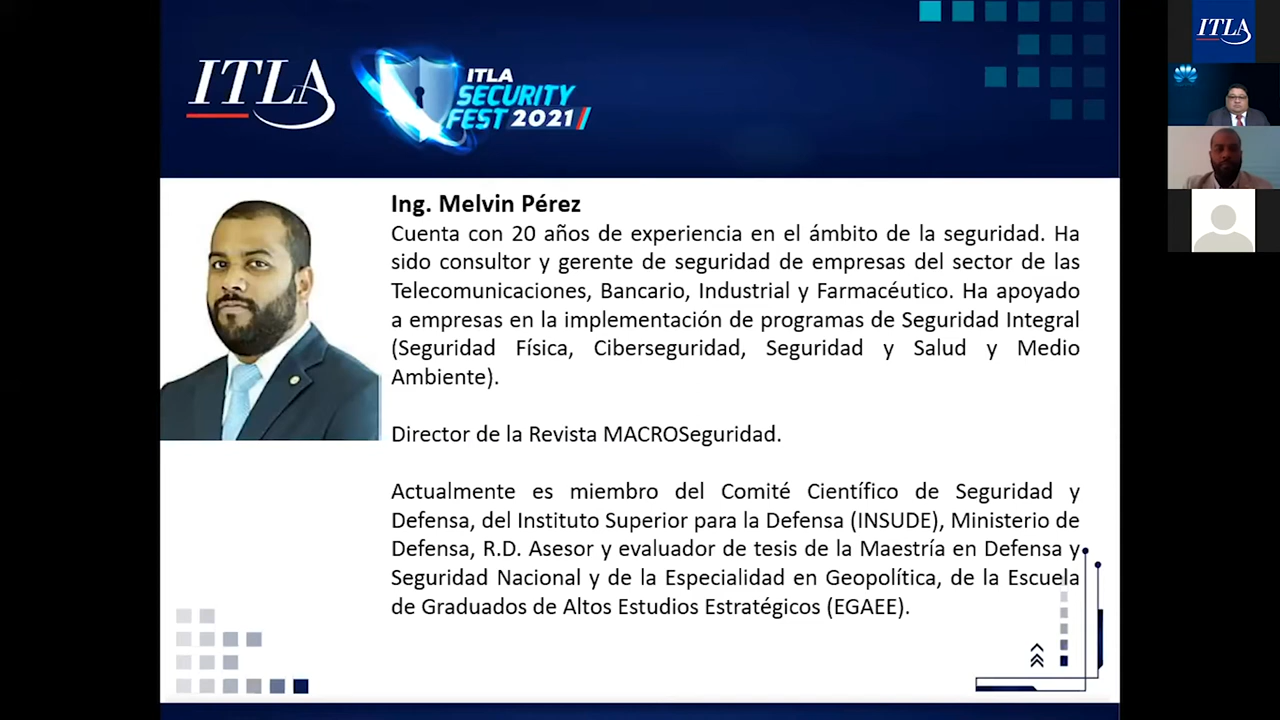 ITLA
ITLA
SECURITY
FEST 2021
ITLA
Ing. Melvin Pérez
Cuenta con 20 años de experiencia en el ámbito de la seguridad. Ha
sido consultor y gerente de seguridad de empresas del sector de las
Telecomunicaciones, Bancario, Industrial y Farmacéutico. Ha apoyado
a empresas en la implementación de programas de Seguridad Integral
(Seguridad Física, Ciberseguridad, Seguridad y Salud y Medio
Ambiente).
Director de la Revista MACROSeguridad.
Actualmente es miembro del Comité Científico de Seguridad y
Defensa, del Instituto Superior para la Defensa (INSUDE), Ministerio de
Defensa, R.D. Asesor y evaluador de tesis de la Maestría en Defensa y
Seguridad Nacional y de la Especialidad en Geopolítica, de la Escuela
de Graduados de Altos Estudios Estratégicos (EGAEE).